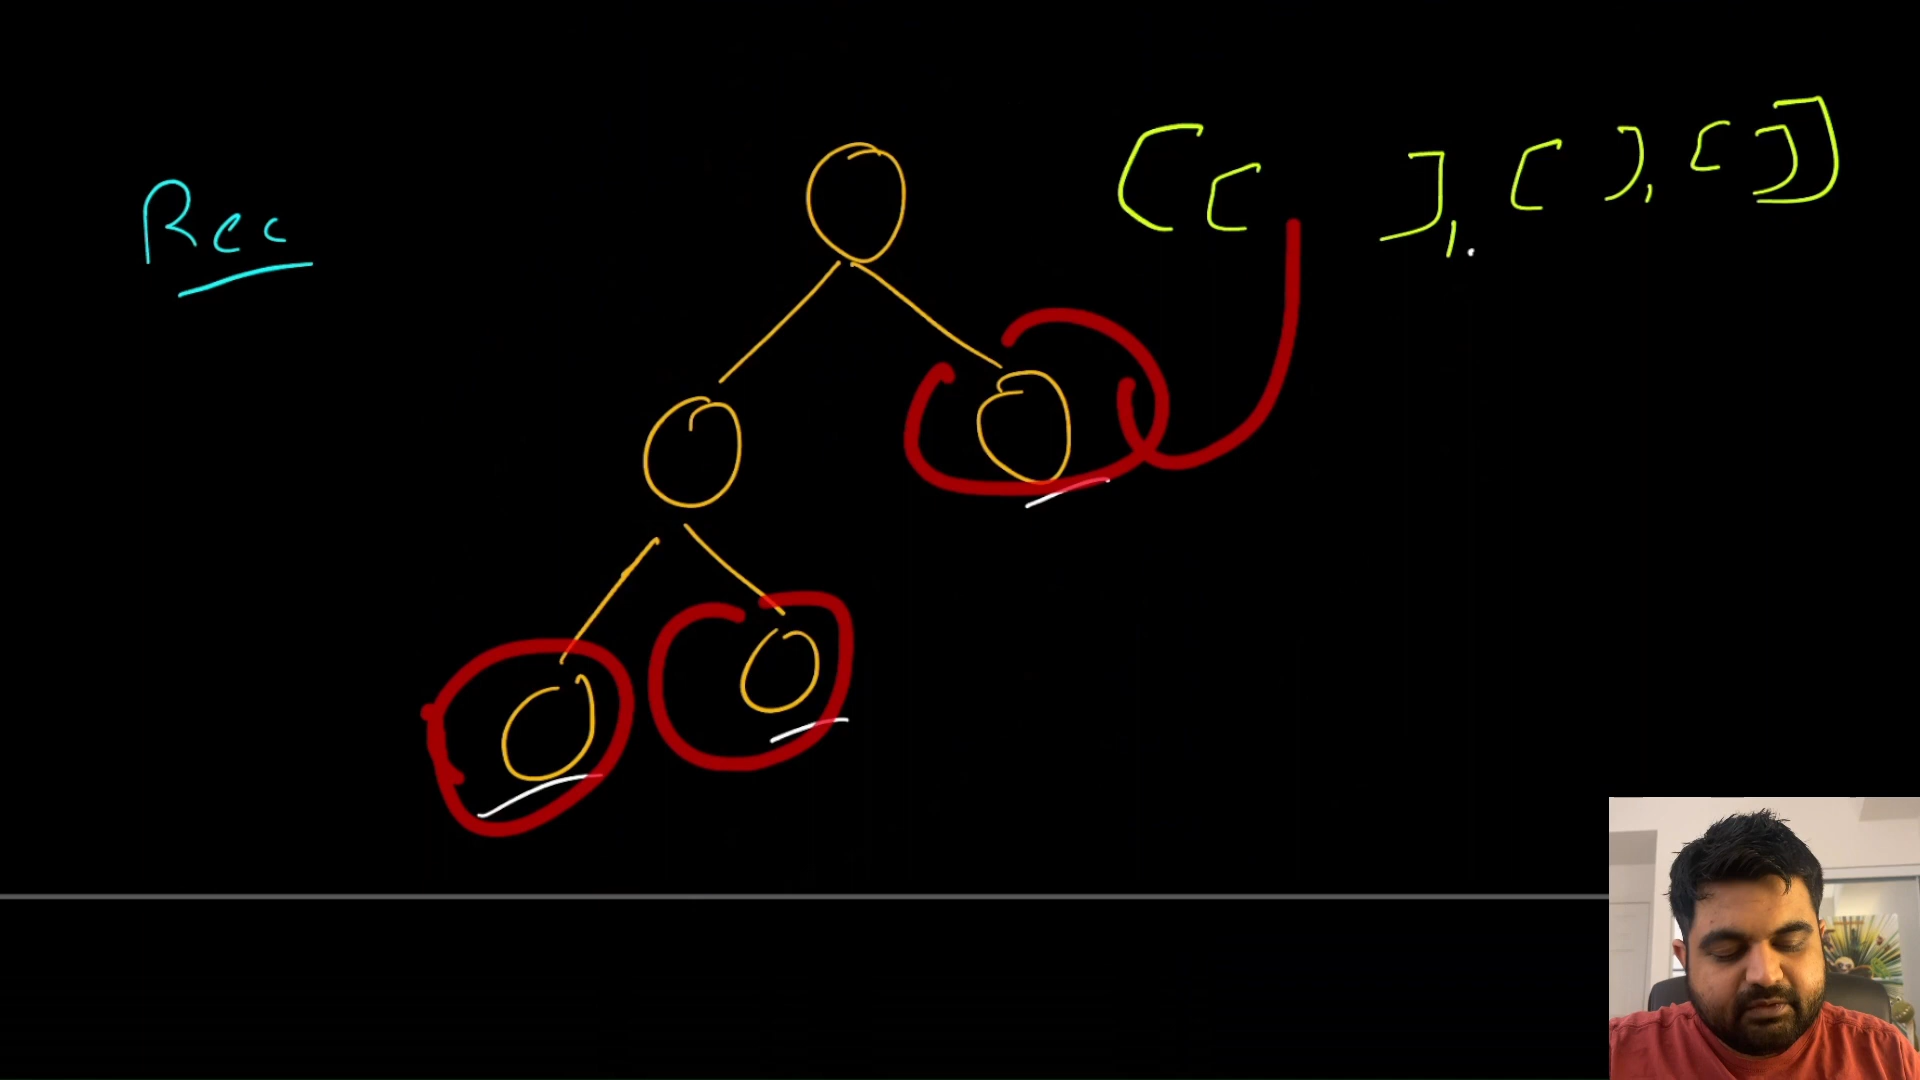 Rec
[[ ], [ ], [ ]]